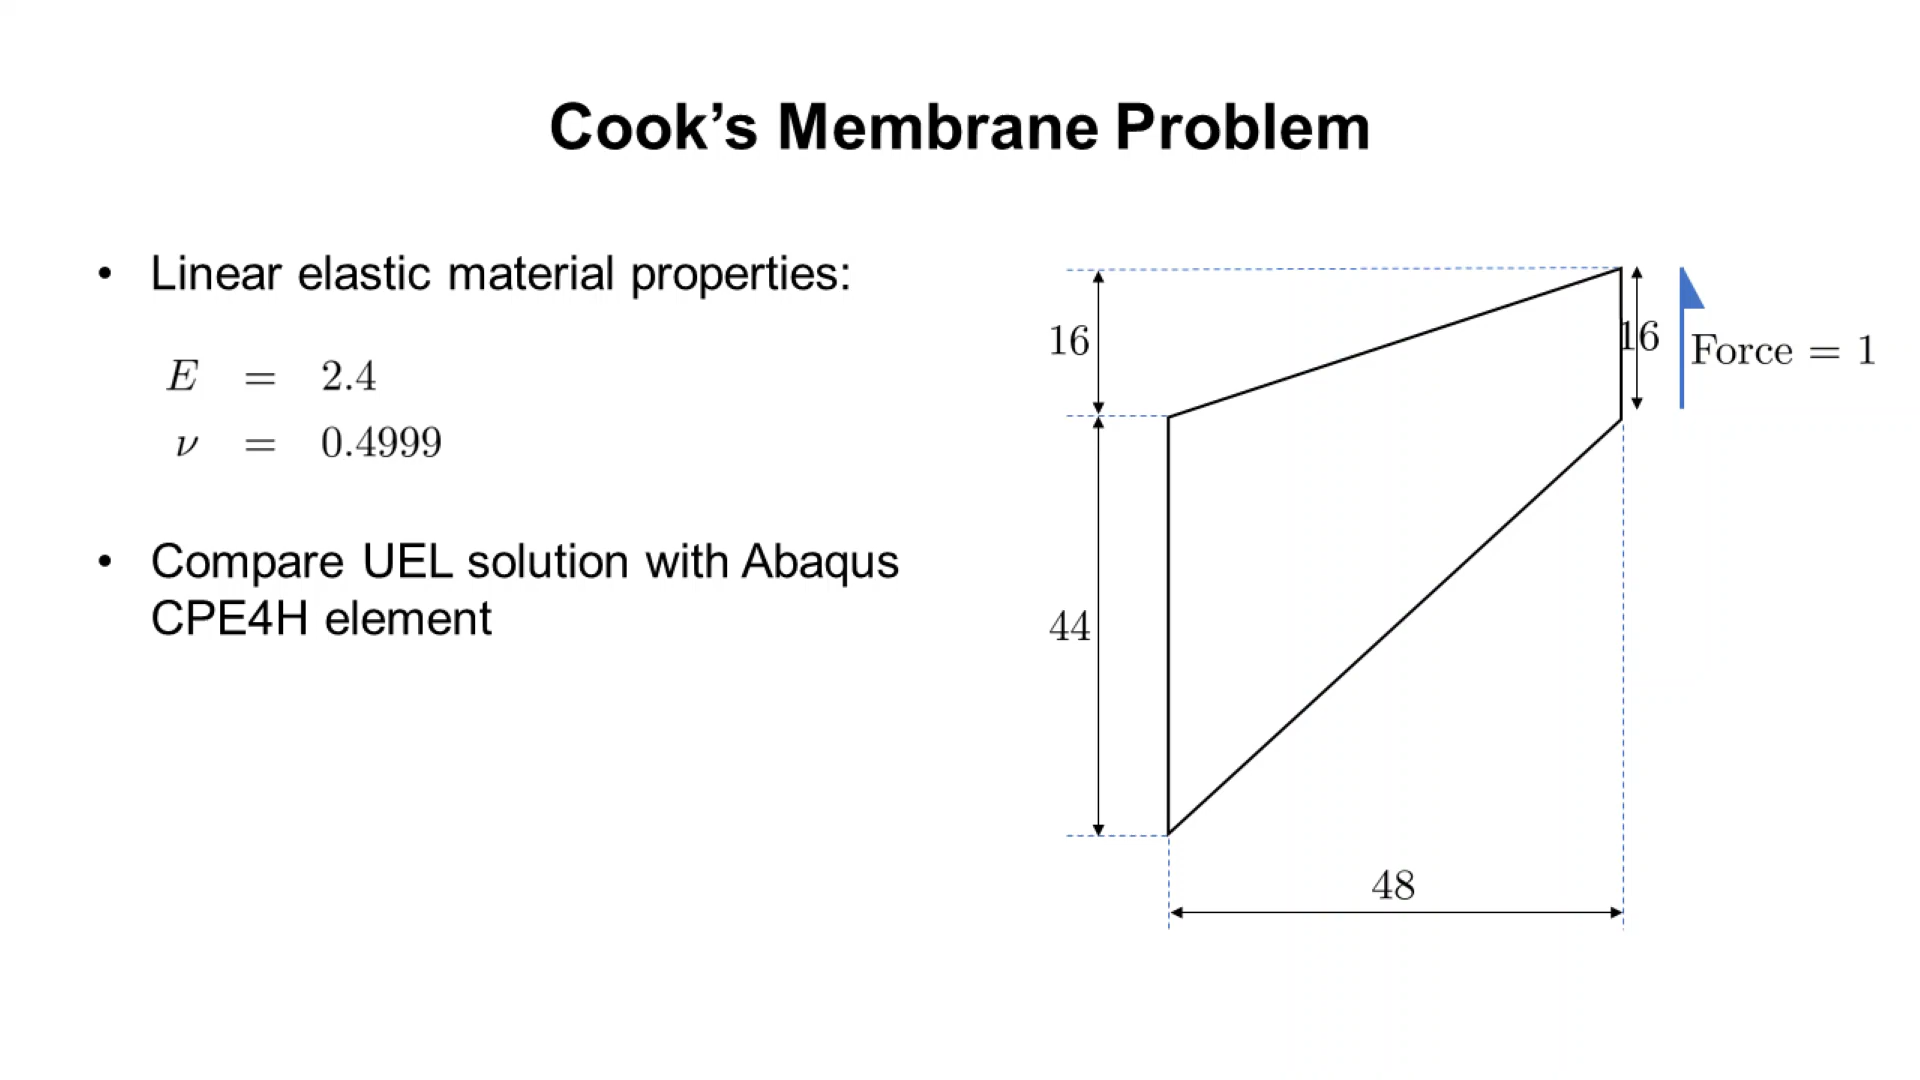 Cook’s Membrane Problem
• Linear elastic material properties:
E = 2.4
ν = 0.4999
• Compare UEL solution with Abaqus
CPE4H element
16
16
Force = 1
44
48